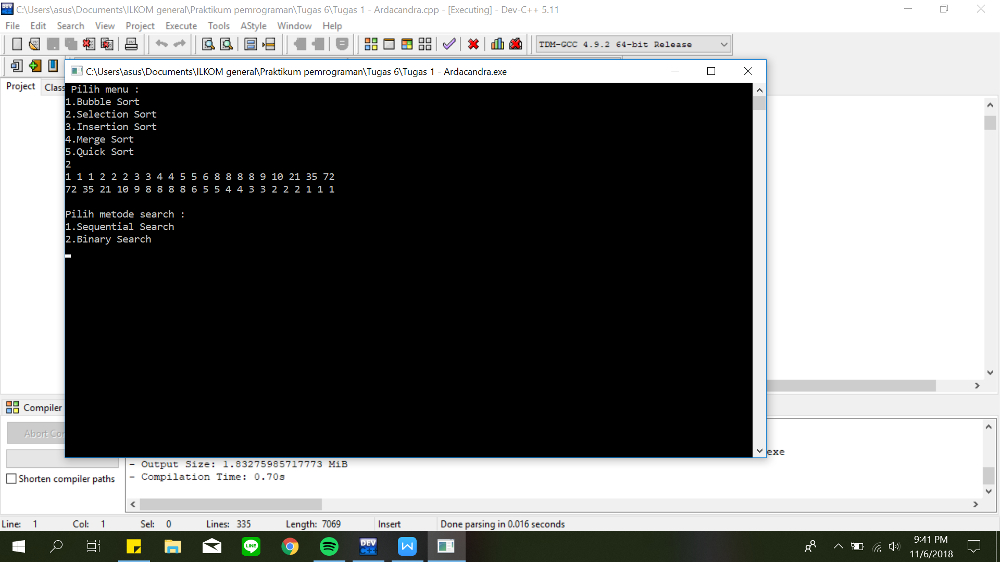 C:\Users\asus\Documents\ILKOM general\Praktikum pemrograman\Tugas 6\Tugas 1 - Ardacandra.cpp - [Executing] - Dev-C++ 5.11
File Edit Search View Project Execute Tools AStyle Window Help
TDM-GCC 4.9.2 64-bit Release
C:\Users\asus\Documents\ILKOM general\Praktikum pemrograman\Tugas 6\Tugas 1 - Ardacandra.exe
Project Class
Pilih menu :
1.Bubble Sort
2.Selection Sort
3.Insertion Sort
4.Merge Sort
5.Quick Sort
2
1 1 1 2 2 2 3 3 4 4 5 5 6 8 8 8 8 9 10 21 35 72
72 35 21 10 9 8 8 8 8 6 5 5 4 4 3 3 2 2 2 1 1 1
Pilih metode search :
1.Sequential Search
2.Binary Search
Compiler
Abort Co
exe
- Output Size: 1.83275985717773 MiB
- Compilation Time: 0.70s
Shorten compiler paths
Line: 1 Col: 1 Sel: 0 Lines: 335 Length: 7069 Insert Done parsing in 0.016 seconds
DEV C++
LINE
DEV C++
W
9:41 PM
11/6/2018